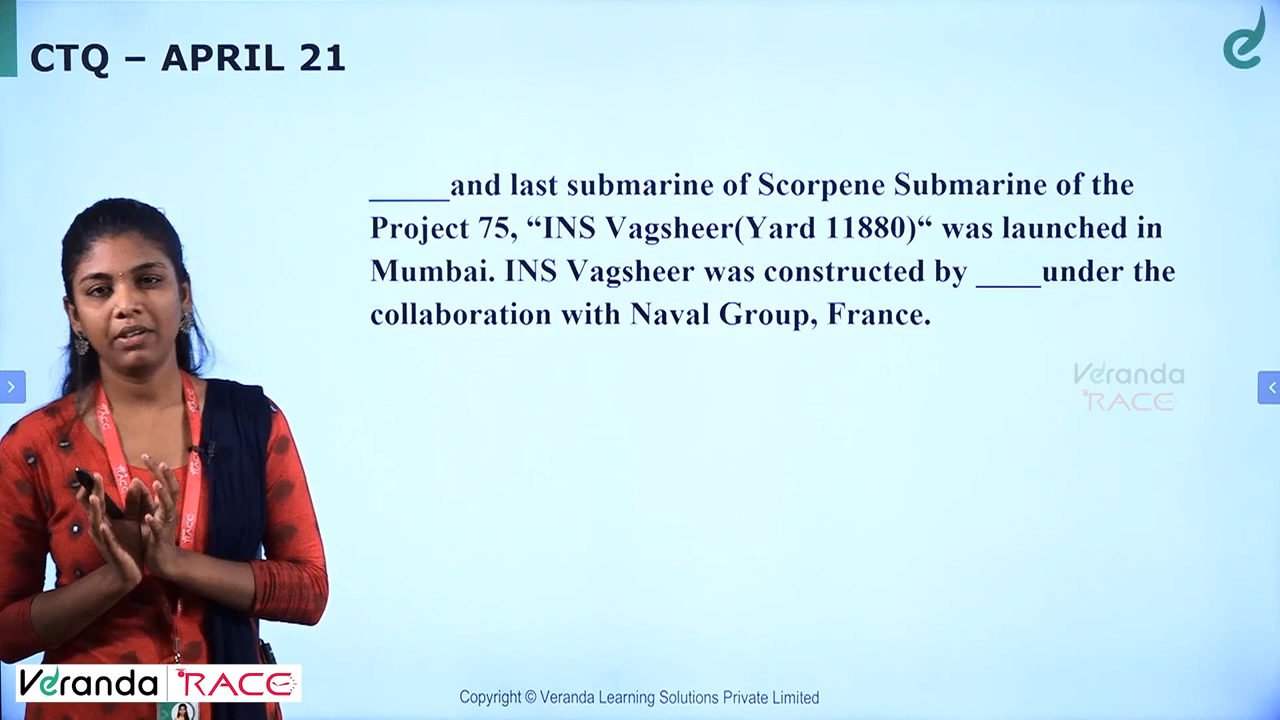 CTQ – APRIL 21
_____and last submarine of Scorpene Submarine of the
Project 75, “INS Vagsheer(Yard 11880)“ was launched in
Mumbai. INS Vagsheer was constructed by ____under the
collaboration with Naval Group, France.
Veranda
RACE
Veranda RACE
Copyright © Veranda Learning Solutions Private Limited